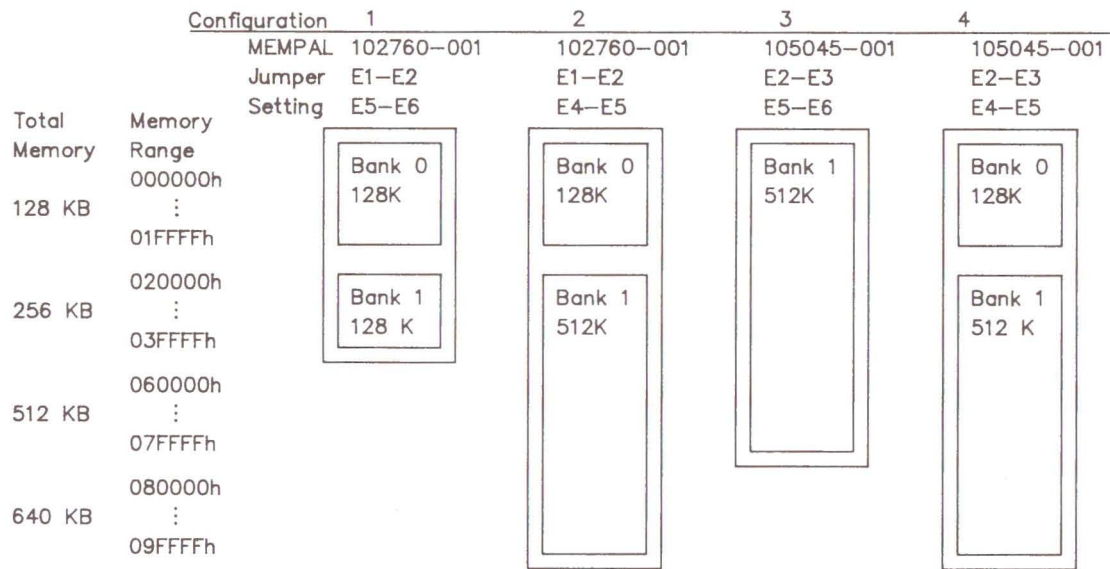 Configuration 1 2 3 4
MEMPAL 102760-001 102760-001 105045-001 105045-001
Jumper E1-E2 E1-E2 E2-E3 E2-E3
Setting E5-E6 E4-E5 E5-E6 E4-E5
Total Memory
Memory Range
000000h Bank 0 Bank 0 Bank 1 Bank 0
128 KB ⋮ 128K 128K 512K 128K
01FFFFh
020000h Bank 1 Bank 1 Bank 1
256 KB ⋮ 128 K 512K 512 K
03FFFFh
060000h
512 KB ⋮
07FFFFh
080000h
640 KB ⋮
09FFFFh